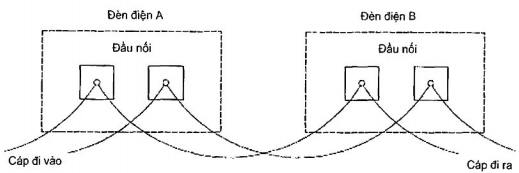 Đèn điện A
Đèn điện B
Đầu nối
Đầu nối
Cáp đi vào
Cáp đi ra